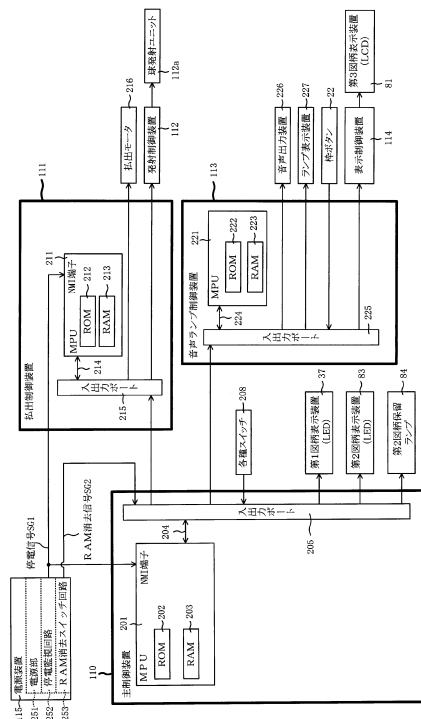 電源装置
115
電源部
251
停電監視回路
252
RAM消去スイッチ回路
253
停電信号SG1
RAM消去信号SG2
払出制御装置
111
211
MPU
NMI端子
ROM
212
RAM
213
214
入出力ポート
215
払出モータ
216
発射制御装置
112
球発射ユニット
112a
主制御装置
110
201
MPU
NMI端子
ROM
202
RAM
203
204
入出力ポート
205
各種スイッチ
208
第1図柄表示装置
(LED)
37
第2図柄表示装置
(LED)
83
第2図柄保留
ランプ
84
音声ランプ制御装置
113
221
MPU
ROM
222
RAM
223
224
入出力ポート
225
音声出力装置
226
ランプ表示装置
227
枠ボタン
22
表示制御装置
114
第3図柄表示装置
(LCD)
81